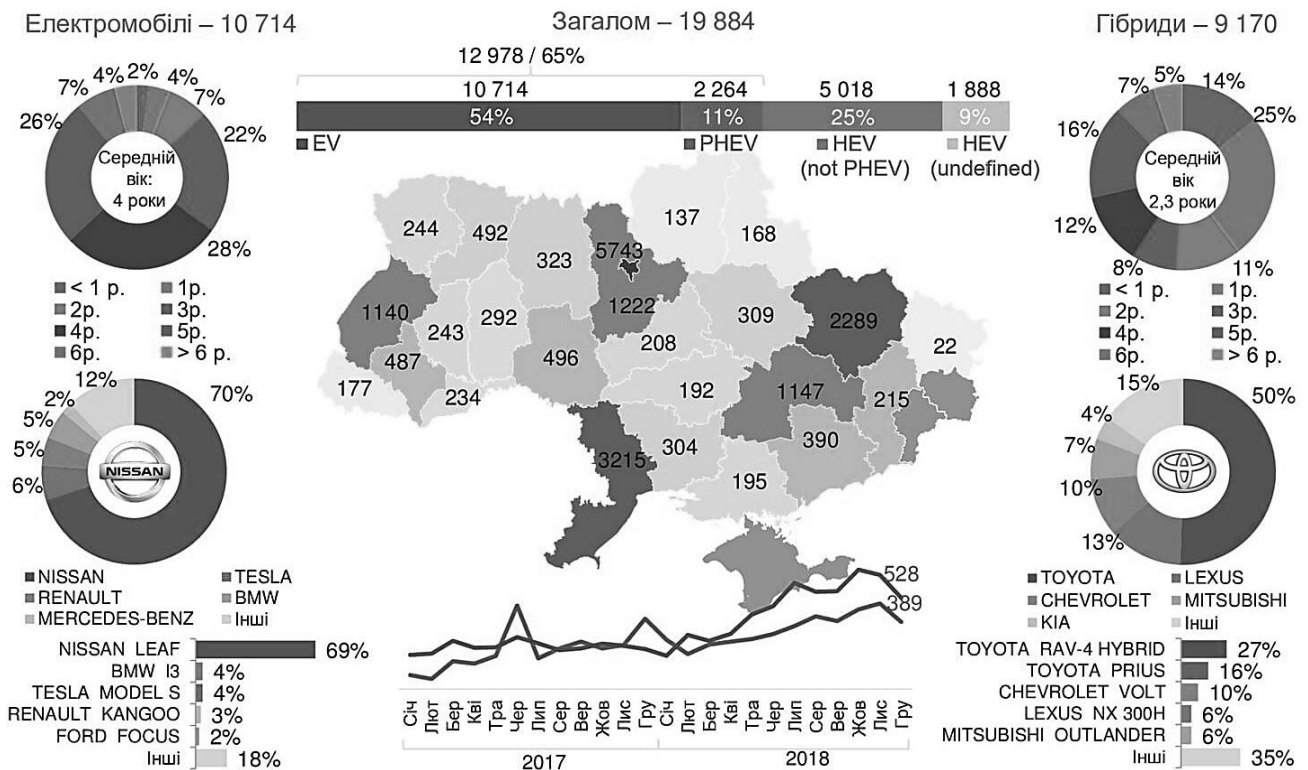 Електромобілі – 10 714
Загалом – 19 884
Гібриди – 9 170
12 978 / 65%
10 714 2 264 5 018 1 888
54% 11% 25% 9%
EV PHEV HEV HEV
(not PHEV) (undefined)
2% 4% 7% 22% 28% 26% 7% 4%
Середній
вік:
4 роки
< 1 р. 1р.
2р. 3р.
4р. 5р.
6р. > 6 р.
70%
6%
5%
5%
2%
12%
NISSAN
NISSAN TESLA
RENAULT BMW
MERCEDES-BENZ Інші
NISSAN LEAF 69%
BMW I3 4%
TESLA MODEL S 4%
RENAULT KANGOO 3%
FORD FOCUS 2%
Інші 18%
244
492
323
5743
137
168
1140
243
292
1222
309
2289
22
487
496
208
177
234
192
1147
215
3215
304
390
195
528
389
Січ Лют Бер Кві Тра Чер Лип Сер Вер Жов Лис Гру Січ Лют Бер Кві Тра Чер Лип Сер Вер Жов Лис Гру
2017 2018
14% 25% 11% 8% 12% 16% 7% 5%
Середній
вік
2,3 роки
< 1 р. 1р.
2р. 3р.
4р. 5р.
6р. > 6 р.
50%
13%
10%
7%
4%
15%
TOYOTA LEXUS
CHEVROLET MITSUBISHI
KIA Інші
TOYOTA RAV-4 HYBRID 27%
TOYOTA PRIUS 16%
CHEVROLET VOLT 10%
LEXUS NX 300H 6%
MITSUBISHI OUTLANDER 6%
Інші 35%